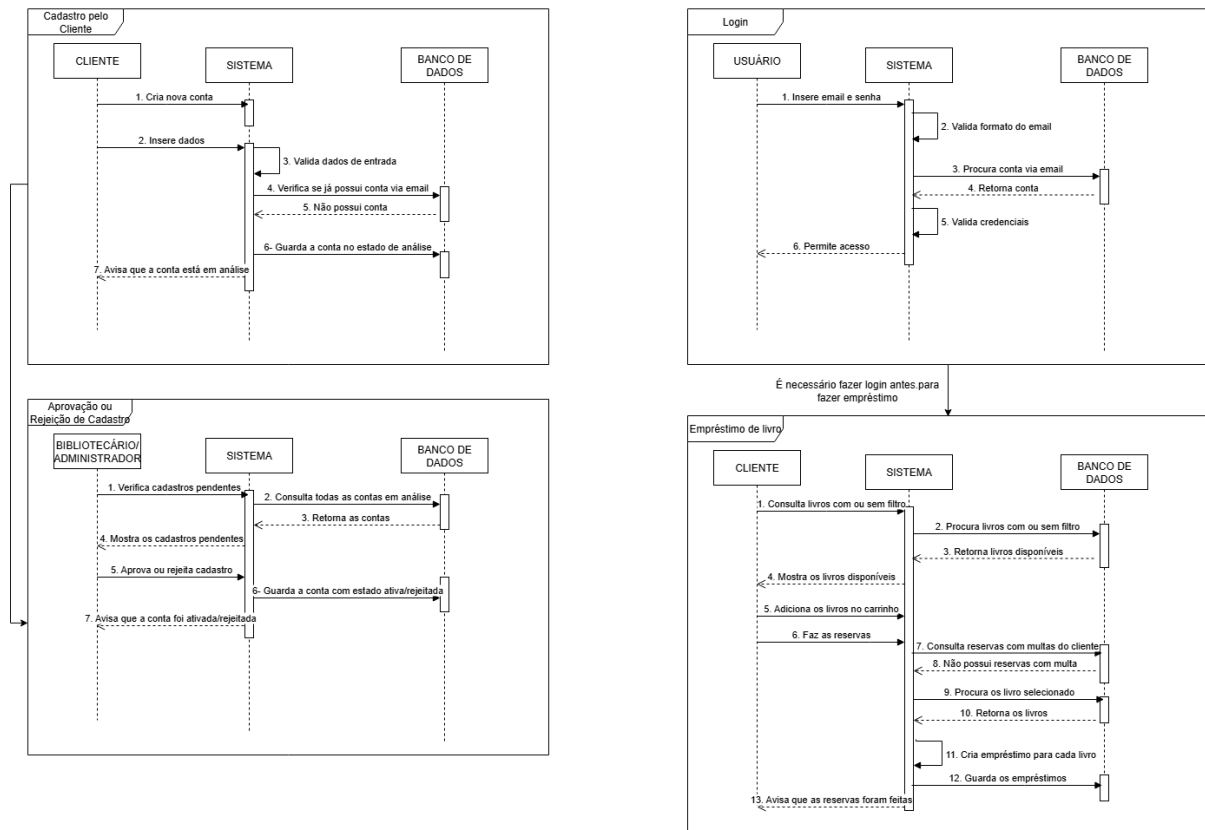 Cadastro pelo
Cliente
CLIENTE
SISTEMA
BANCO DE
DADOS
1. Cria nova conta
2. Insere dados
3. Valida dados de entrada
4. Verifica se já possui conta via email
5. Não possui conta
6- Guarda a conta no estado de análise
7. Avisa que a conta está em análise
Login
USUÁRIO
SISTEMA
BANCO DE
DADOS
1. Insere email e senha
2. Valida formato do email
3. Procura conta via email
4. Retorna conta
5. Valida credenciais
6. Permite acesso
É necessário fazer login antes.para
fazer empréstimo
Aprovação ou
Rejeição de Cadastro
BIBLIOTECÁRIO/
ADMINISTRADOR
SISTEMA
BANCO DE
DADOS
1. Verifica cadastros pendentes
2. Consulta todas as contas em análise
3. Retorna as contas
4. Mostra os cadastros pendentes
5. Aprova ou rejeita cadastro
6- Guarda a conta com estado ativa/rejeitada
7. Avisa que a conta foi ativada/rejeitada
Empréstimo de livro
CLIENTE
SISTEMA
BANCO DE
DADOS
1. Consulta livros com ou sem filtro
2. Procura livros com ou sem filtro
3. Retorna livros disponíveis
4. Mostra os livros disponíveis
5. Adiciona os livros no carrinho
6. Faz as reservas
7. Consulta reservas com multas do cliente
8. Não possui reservas com multa
9. Procura os livro selecionado
10. Retorna os livros
11. Cria empréstimo para cada livro
12. Guarda os empréstimos
13. Avisa que as reservas foram feitas